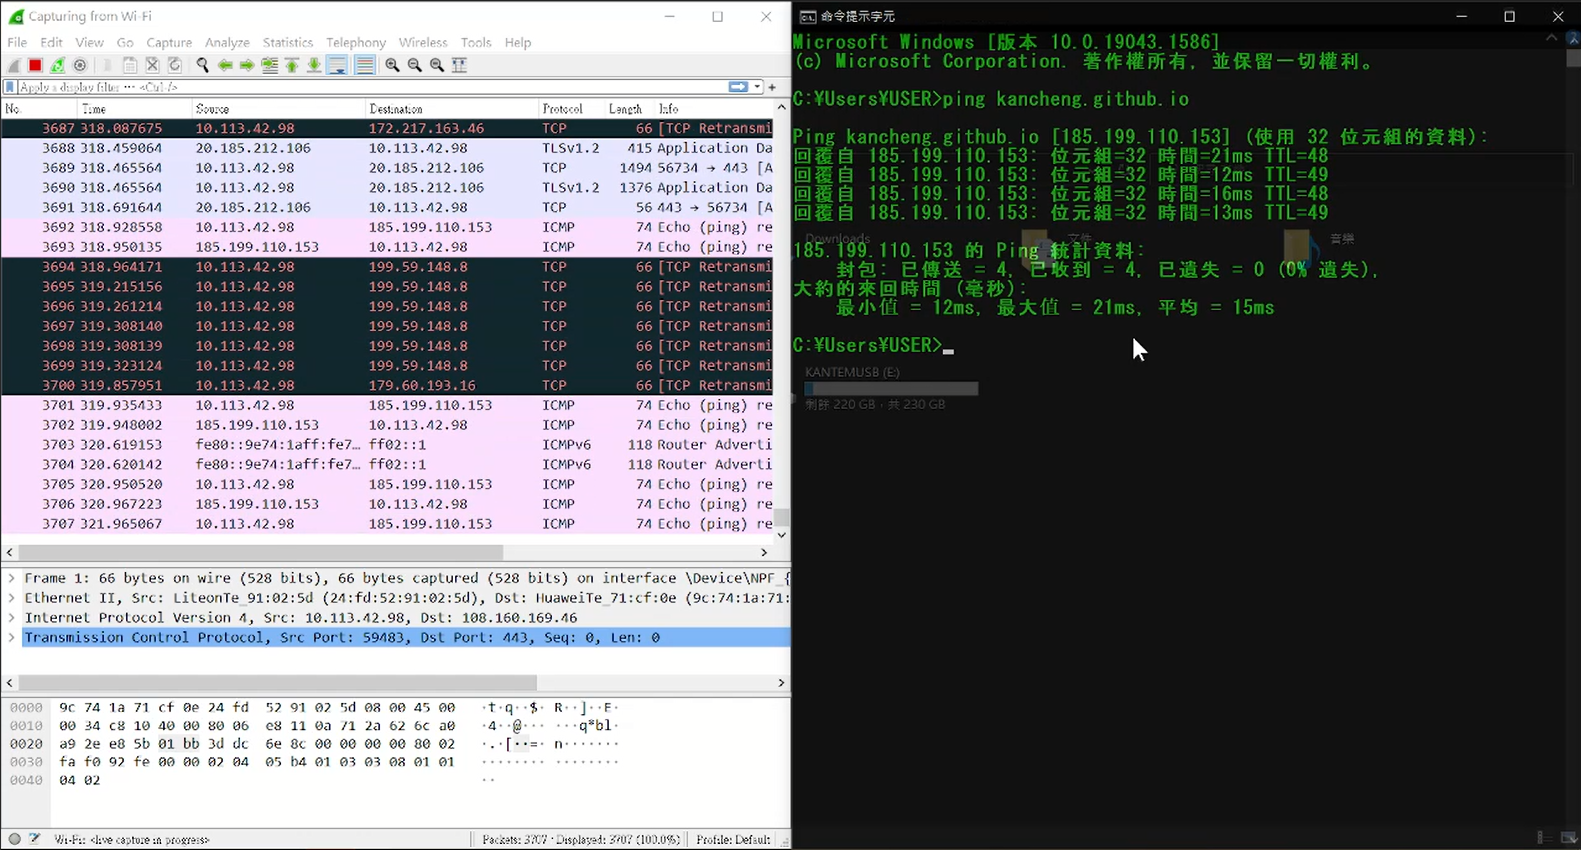 Capturing from Wi-Fi
File Edit View Go Capture Analyze Statistics Telephony Wireless Tools Help
Apply a display filter ··· <Ctrl-/>
No. Time Source Destination Protocol Length Info
3687 318.087675 10.113.42.98 172.217.163.46 TCP 66 [TCP Retransmi
3688 318.459064 20.185.212.106 10.113.42.98 TLSv1.2 415 Application Da
3689 318.465564 10.113.42.98 20.185.212.106 TCP 1494 56734 → 443 [A
3690 318.465564 10.113.42.98 20.185.212.106 TLSv1.2 1376 Application Da
3691 318.691644 20.185.212.106 10.113.42.98 TCP 56 443 → 56734 [A
3692 318.928558 10.113.42.98 185.199.110.153 ICMP 74 Echo (ping) re
3693 318.950135 185.199.110.153 10.113.42.98 ICMP 74 Echo (ping) re
3694 318.964171 10.113.42.98 199.59.148.8 TCP 66 [TCP Retransmi
3695 319.215156 10.113.42.98 199.59.148.8 TCP 66 [TCP Retransmi
3696 319.261214 10.113.42.98 199.59.148.8 TCP 66 [TCP Retransmi
3697 319.308140 10.113.42.98 199.59.148.8 TCP 66 [TCP Retransmi
3698 319.308139 10.113.42.98 199.59.148.8 TCP 66 [TCP Retransmi
3699 319.323124 10.113.42.98 199.59.148.8 TCP 66 [TCP Retransmi
3700 319.857951 10.113.42.98 179.60.193.16 TCP 66 [TCP Retransmi
3701 319.935433 10.113.42.98 185.199.110.153 ICMP 74 Echo (ping) re
3702 319.948002 185.199.110.153 10.113.42.98 ICMP 74 Echo (ping) re
3703 320.619153 fe80::9e74:1aff:fe7… ff02::1 ICMPv6 118 Router Adverti
3704 320.620142 fe80::9e74:1aff:fe7… ff02::1 ICMPv6 118 Router Adverti
3705 320.950520 10.113.42.98 185.199.110.153 ICMP 74 Echo (ping) re
3706 320.967223 185.199.110.153 10.113.42.98 ICMP 74 Echo (ping) re
3707 321.965067 10.113.42.98 185.199.110.153 ICMP 74 Echo (ping) re
Frame 1: 66 bytes on wire (528 bits), 66 bytes captured (528 bits) on interface \Device\NPF_{
Ethernet II, Src: LiteonTe_91:02:5d (24:fd:52:91:02:5d), Dst: HuaweiTe_71:cf:0e (9c:74:1a:71:
Internet Protocol Version 4, Src: 10.113.42.98, Dst: 108.160.169.46
Transmission Control Protocol, Src Port: 59483, Dst Port: 443, Seq: 0, Len: 0
0000 9c 74 1a 71 cf 0e 24 fd 52 91 02 5d 08 00 45 00 ·t·q··$· R··]··E·
0010 00 34 c8 10 40 00 80 06 e8 11 0a 71 2a 62 6c a0 ·4··@··· ···q*bl·
0020 a9 2e e8 5b 01 bb 3d dc 6e 8c 00 00 00 00 80 02 ·.·[··=· n·······
0030 fa f0 92 fe 00 00 02 04 05 b4 01 03 03 08 01 01 ········ ········
0040 04 02 ··
Wi-Fi: <live capture in progress> Packets: 3707 · Displayed: 3707 (100.0%) Profile: Default
命令提示字元
Microsoft Windows [版本 10.0.19043.1586]
(c) Microsoft Corporation. 著作權所有，並保留一切權利。
C:¥Users¥USER>ping kancheng.github.io
Ping kancheng.github.io [185.199.110.153] (使用 32 位元組的資料):
回覆自 185.199.110.153: 位元組=32 時間=21ms TTL=48
回覆自 185.199.110.153: 位元組=32 時間=12ms TTL=49
回覆自 185.199.110.153: 位元組=32 時間=16ms TTL=48
回覆自 185.199.110.153: 位元組=32 時間=13ms TTL=49
Downloads 文件 音樂
185.199.110.153 的 Ping 統計資料:
封包: 已傳送 = 4, 已收到 = 4, 已遺失 = 0 (0% 遺失),
大約的來回時間 (毫秒):
最小值 = 12ms, 最大值 = 21ms, 平均 = 15ms
C:¥Users¥USER>
KANTEMUSB (E:)
剩餘 220 GB，共 230 GB